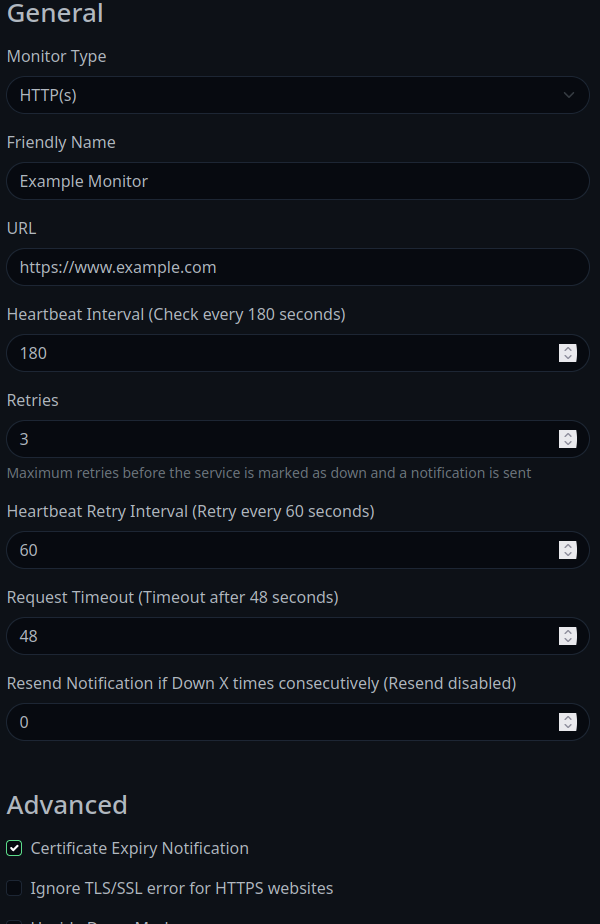 General
Monitor Type
HTTP(s)
Friendly Name
Example Monitor
URL
https://www.example.com
Heartbeat Interval (Check every 180 seconds)
180
Retries
3
Maximum retries before the service is marked as down and a notification is sent
Heartbeat Retry Interval (Retry every 60 seconds)
60
Request Timeout (Timeout after 48 seconds)
48
Resend Notification if Down X times consecutively (Resend disabled)
0
Advanced
Certificate Expiry Notification
Ignore TLS/SSL error for HTTPS websites